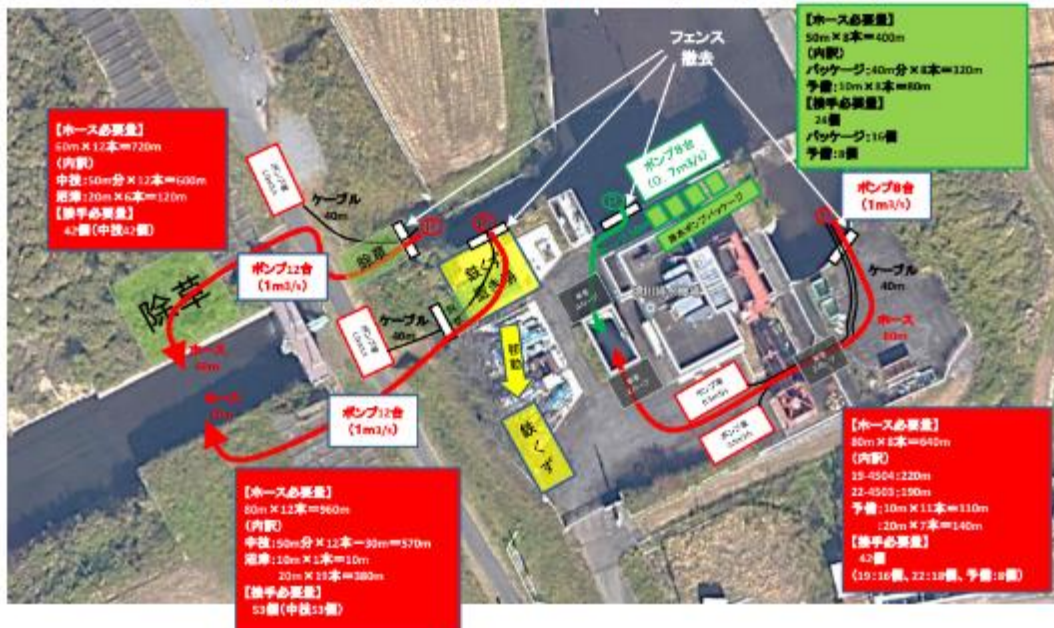 フェンス
撤去
【ホース必要量】
50m×8本=400m
(内訳)
パッケージ:40m分×8本=320m
予備:10m×8本=80m
【接手必要量】
24個
パッケージ:16個
予備:8個
【ホース必要量】
60m×12本=720m
(内訳)
中技:50m分×12本=600m
沼津:20m×6本=120m
【接手必要量】
42個(中技42個)
ポンプ8台
(0.7m3/s)
ポンプ8台
(1m3/s)
ケーブル
40m
除草
ポンプ12台
(1m3/s)
除草
ケーブル
40m
ケーブル
40m
ホース
80m
ホース
60m
ホース
ポンプ12台
(1m3/s)
移動
鉄くず
【ホース必要量】
80m×12本=960m
(内訳)
中技:50m分×12本-30m=570m
沼津:10m×1本=10m
20m×19本=380m
【接手必要量】
53個(中技53個)
【ホース必要量】
80m×8本=640m
(内訳)
19-4504:220m
22-4503:190m
予備:10m×11本=110m
:20m×7本=140m
【接手必要量】
42個
(19:16個、22:18個、予備:8個)